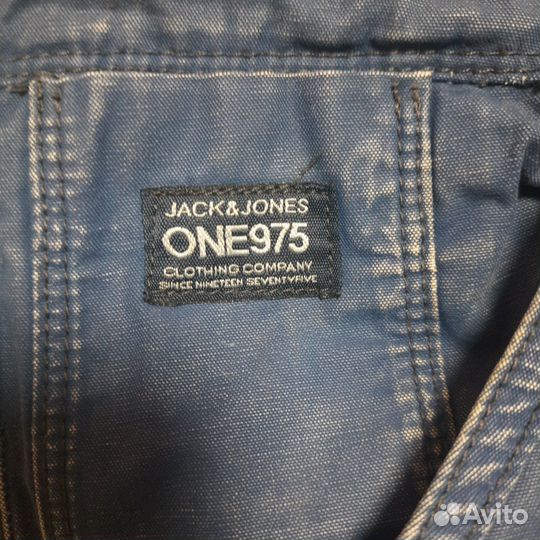 JACK&JONES
ONE975
CLOTHING COMPANY
SINCE NINETEEN SEVENTYFIVE
Avito